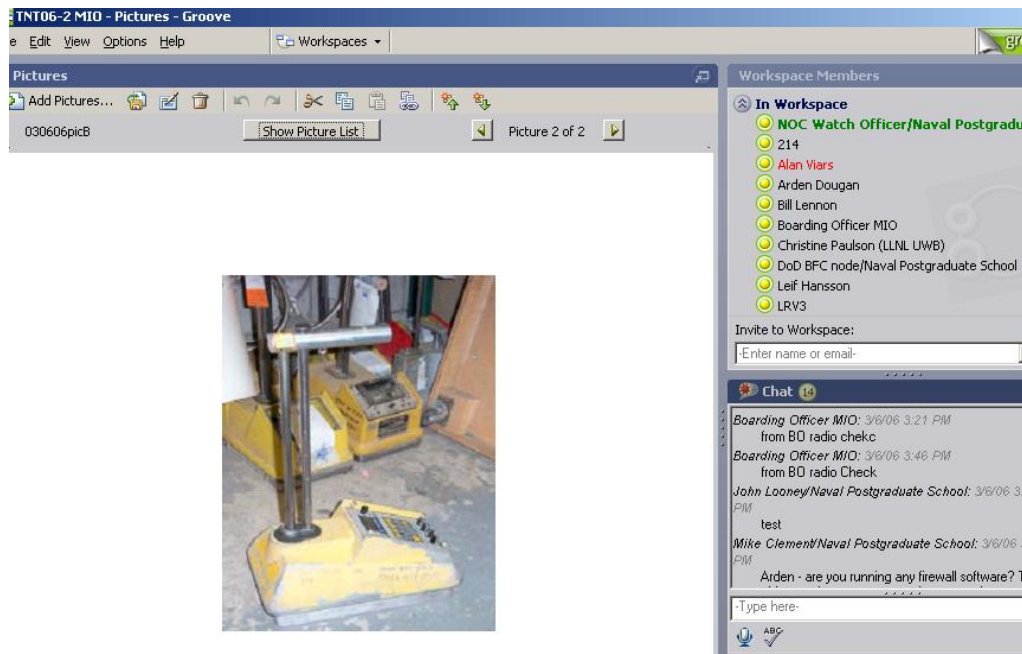 TNT06-2 MIO - Pictures - Groove
Edit View Options Help Workspaces
Pictures
Add Pictures...
030606picB Show Picture List Picture 2 of 2
Workspace Members
In Workspace
NOC Watch Officer/Naval
214
Alan Viars
Arden Dougan
Bill Lennon
Boarding Officer MIO
Christine Paulson (LLNL UWB)
DoD BFC node/Naval Postgraduate School
Leif Hansson
LRV3
Invite to Workspace:
-Enter name or email-
Chat 14
Boarding Officer MIO: 3/6/06 3:21 PM
from BO radio chekc
Boarding Officer MIO: 3/6/06 3:46 PM
from BO radio Check
John Looney/Naval Postgraduate School: 3/6/06
PM
test
Mike Clement/Naval Postgraduate School: 3/6/06
PM
Arden - are you running any firewall software?
-Type here-
ABC